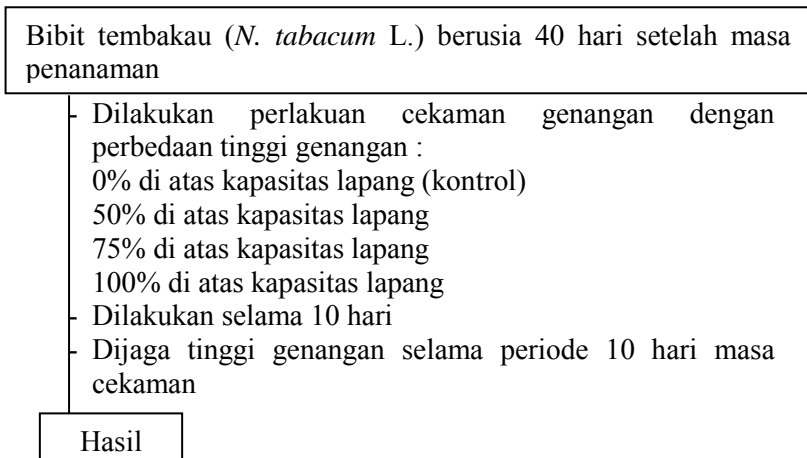 Bibit tembakau (N. tabacum L.) berusia 40 hari setelah masa
penanaman
- Dilakukan perlakuan cekaman genangan dengan
perbedaan tinggi genangan :
0% di atas kapasitas lapang (kontrol)
50% di atas kapasitas lapang
75% di atas kapasitas lapang
100% di atas kapasitas lapang
- Dilakukan selama 10 hari
- Dijaga tinggi genangan selama periode 10 hari masa
cekaman
Hasil